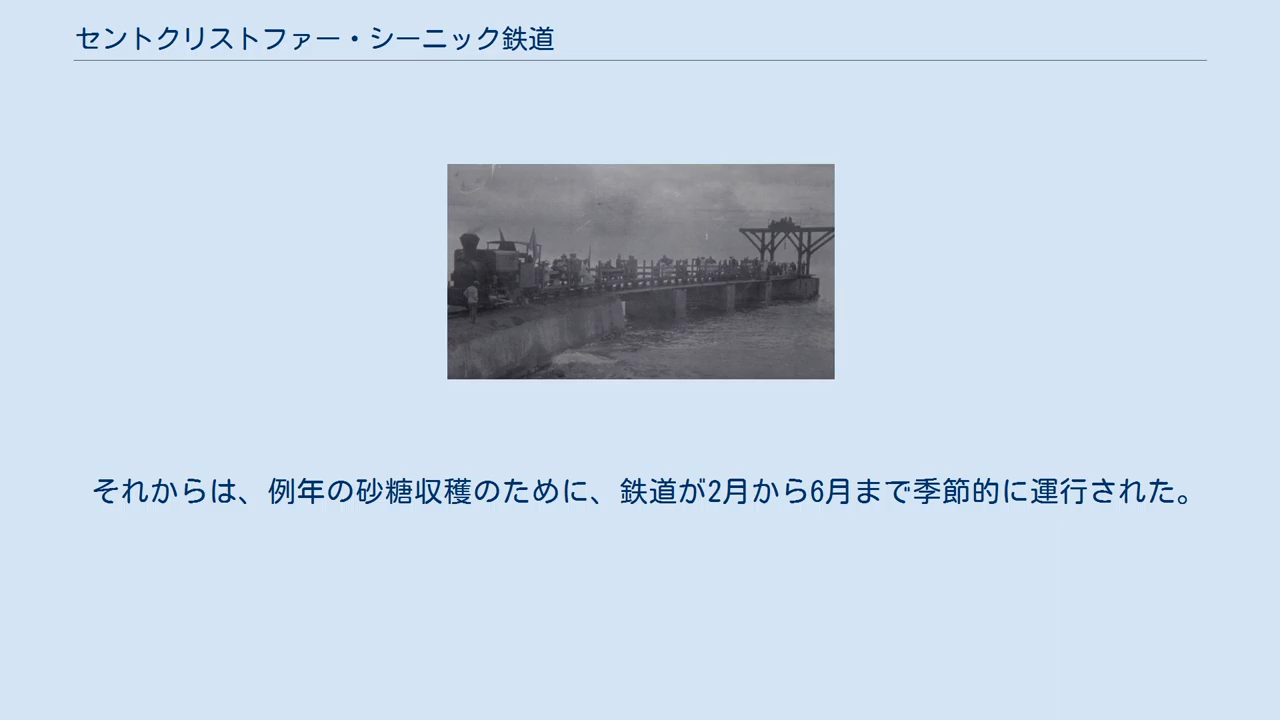 セントクリストファー・シーニック鉄道
それからは、例年の砂糖収穫のために、鉄道が2月から6月まで季節的に運行された。